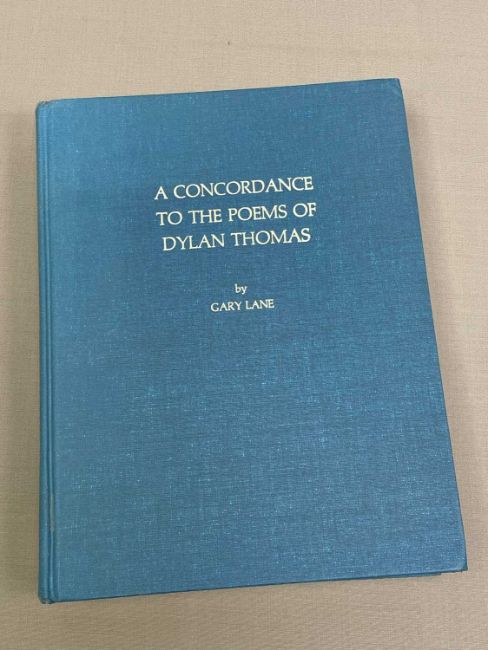 A CONCORDANCE
TO THE POEMS OF
DYLAN THOMAS
by
GARY LANE